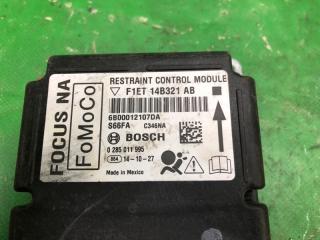 FOCUS NA
FoMoCo
RESTRAINT CONTROL MODULE
F1ET 14B321 AB
6B00012107DA
S66FA C346NA
BOSCH
0 285 011 995
884 14-10-27
Made in Mexico